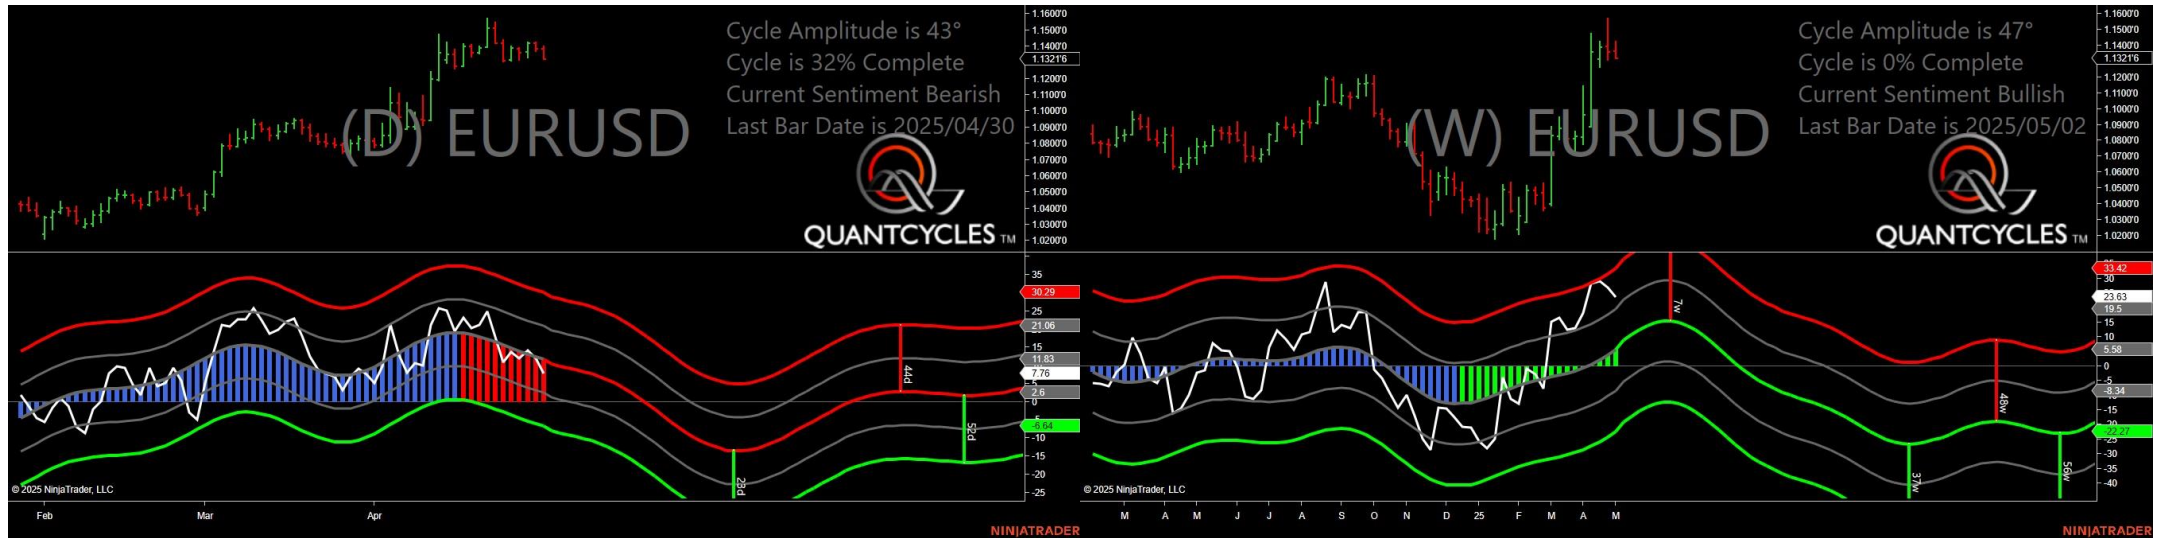 Cycle Amplitude is 43°
Cycle is 32% Complete
Current Sentiment Bearish
Last Bar Date is 2025/04/30
(D) EURUSD
QUANTCYCLES TM
1.1600'0
1.1500'0
1.1400'0
1.1321'6
1.1200'0
1.1100'0
1.1000'0
1.0900'0
1.0800'0
1.0700'0
1.0600'0
1.0500'0
1.0400'0
1.0300'0
1.0200'0
35
30.29
25
21.06
15
11.83
7.76
5
2.6
0
-5
-6.64
-10
-15
-20
-25
28d
44d
52d
© 2025 NinjaTrader, LLC
Feb Mar Apr
NINJATRADER
Cycle Amplitude is 47°
Cycle is 0% Complete
Current Sentiment Bullish
Last Bar Date is 2025/05/02
(W) EURUSD
QUANTCYCLES TM
1.1600'0
1.1500'0
1.1400'0
1.1321'6
1.1200'0
1.1100'0
1.1000'0
1.0900'0
1.0800'0
1.0700'0
1.0600'0
1.0500'0
1.0400'0
1.0300'0
1.0200'0
33.42
30
23.63
19.5
15
10
5.58
0
-5
-8.34
-15
-22.27
-25
-30
-35
-40
7w
37w
48w
56w
© 2025 NinjaTrader, LLC
M A M J J A S O N D 25 F M A M
NINJATRADER